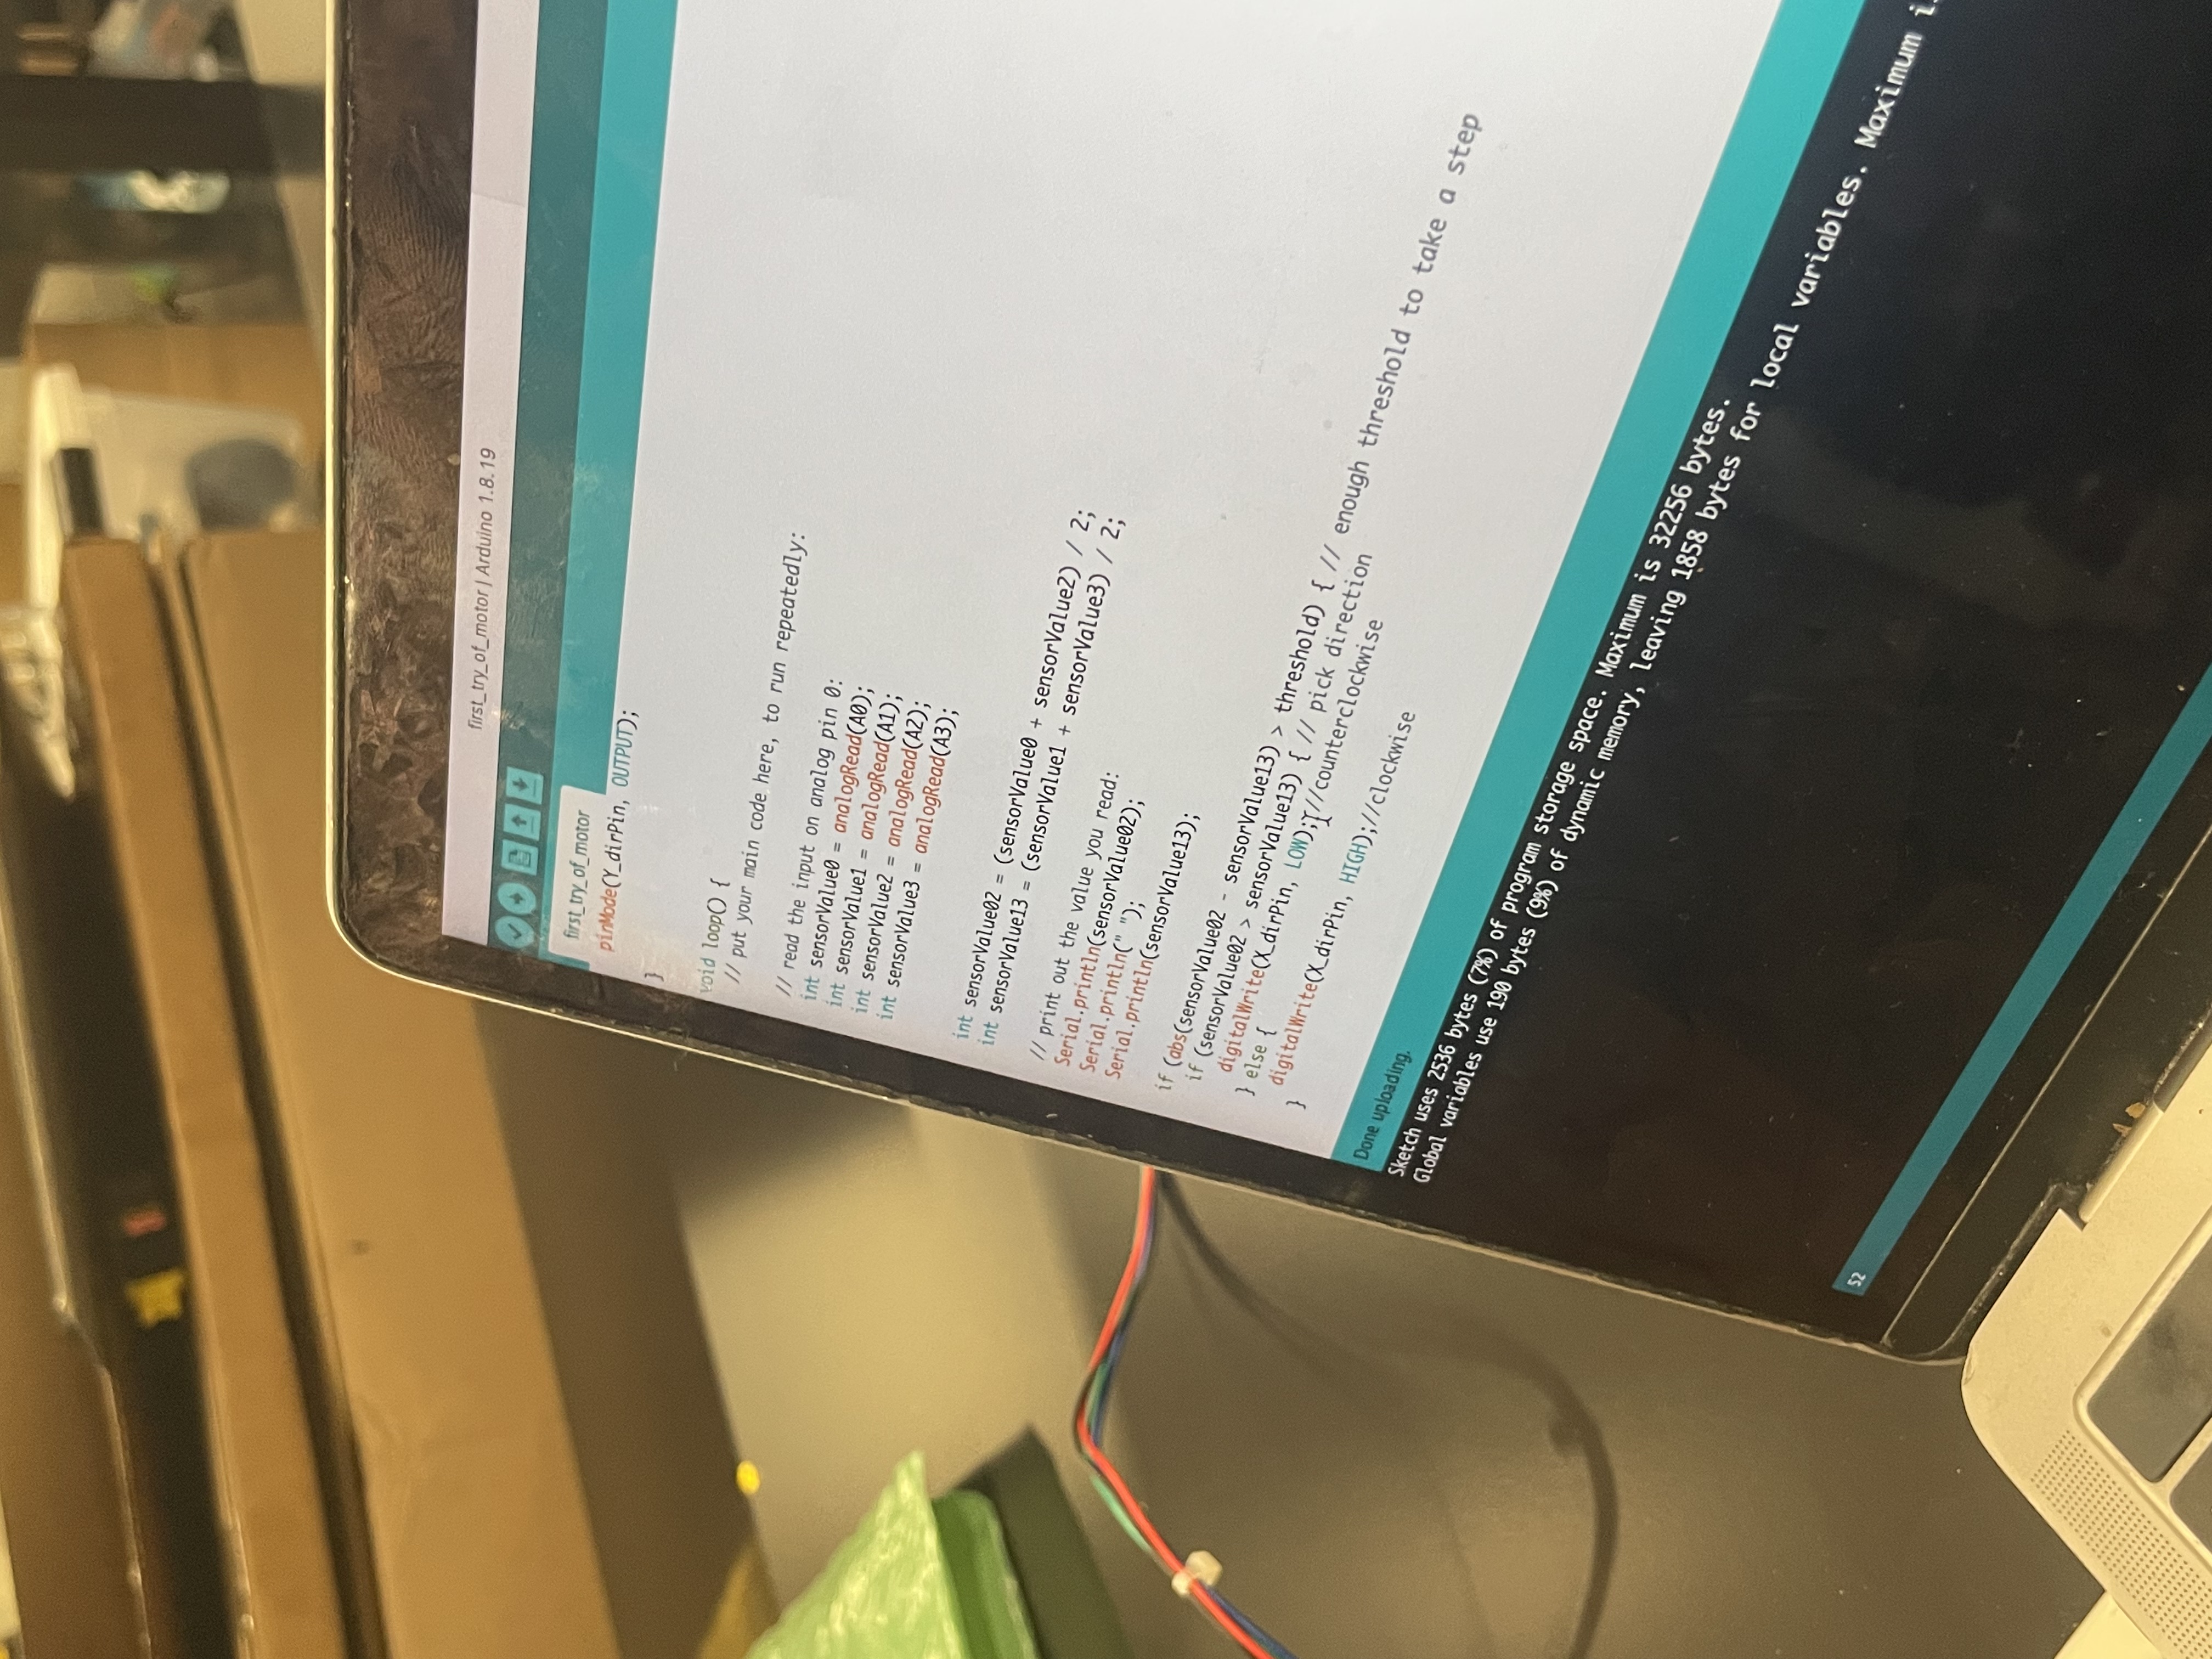 first_try_of_motor | Arduino 1.8.19
first_try_of_motor
pinMode(Y_dirPin, OUTPUT);
}
void loop() {
// put your main code here, to run repeatedly:
// read the input on analog pin 0:
int sensorValue0 = analogRead(A0);
int sensorValue1 = analogRead(A1);
int sensorValue2 = analogRead(A2);
int sensorValue3 = analogRead(A3);
int sensorValue02 = (sensorValue0 + sensorValue2) / 2;
int sensorValue13 = (sensorValue1 + sensorValue3) / 2;
// print out the value you read:
Serial.println(sensorValue02);
Serial.println(" ");
Serial.println(sensorValue13);
if (abs(sensorValue02 - sensorValue13) > threshold) { // enough threshold to take a step
if (sensorValue02 > sensorValue13) { // pick direction
digitalWrite(X_dirPin, LOW);//counterclockwise
} else {
digitalWrite(X_dirPin, HIGH);//clockwise
}
Done uploading.
Sketch uses 2536 bytes (7%) of program storage space. Maximum is 32256 bytes.
Global variables use 190 bytes (9%) of dynamic memory, leaving 1858 bytes for local variables. Maximum
52